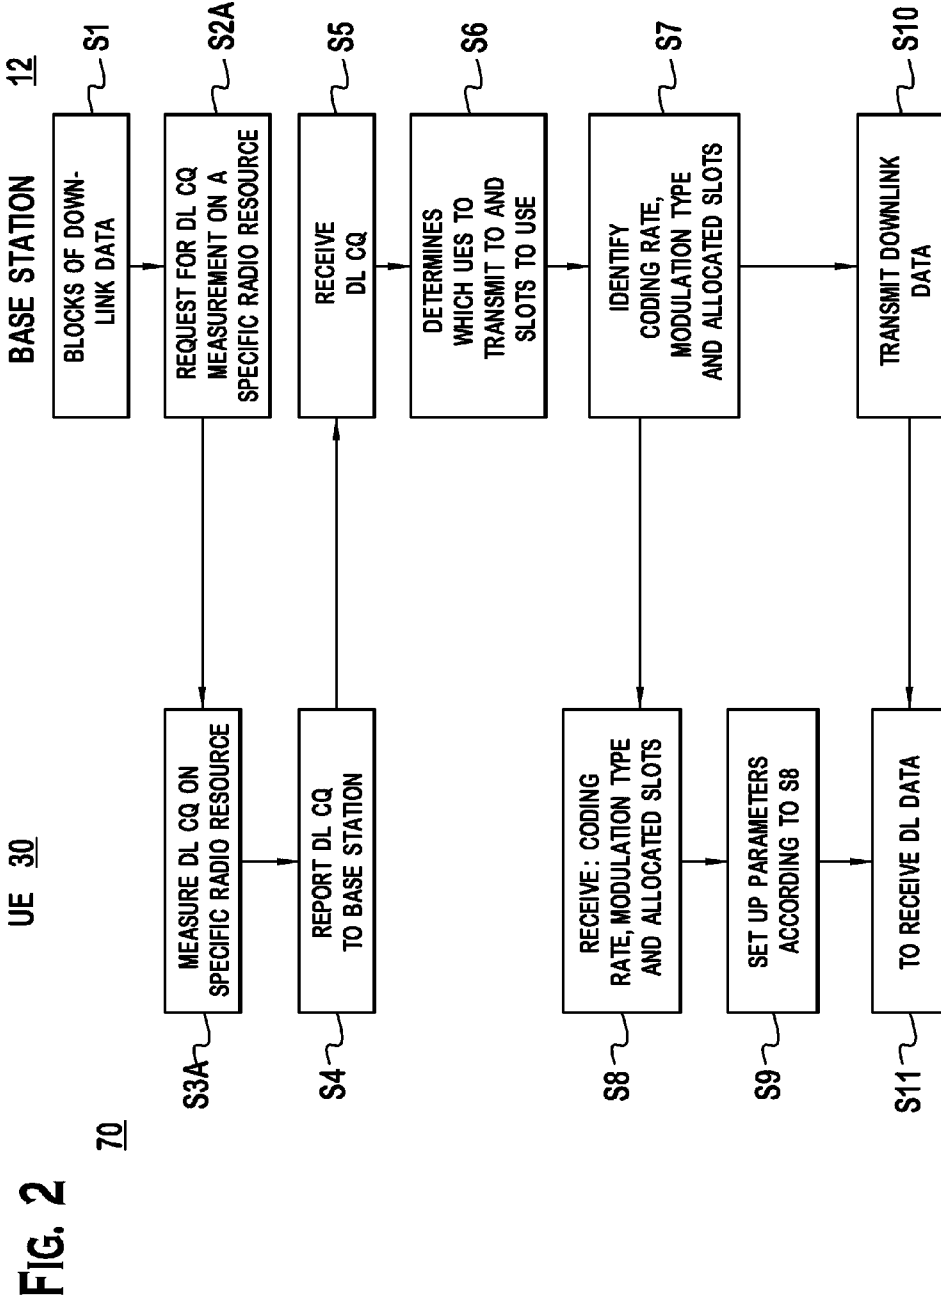 FIG. 2
70
UE 30
BASE STATION 12
BLOCKS OF DOWN-
LINK DATA
S1
REQUEST FOR DL CQ
MEASUREMENT ON A
SPECIFIC RADIO RESOURCE
S2A
S3A
MEASURE DL CQ ON
SPECIFIC RADIO RESOURCE
S4
REPORT DL CQ
TO BASE STATION
RECEIVE
DL CQ
S5
DETERMINES
WHICH UES TO
TRANSMIT TO AND
SLOTS TO USE
S6
IDENTIFY
CODING RATE,
MODULATION TYPE
AND ALLOCATED SLOTS
S7
S8
RECEIVE: CODING
RATE, MODULATION TYPE
AND ALLOCATED SLOTS
S9
SET UP PARAMETERS
ACCORDING TO S8
TRANSMIT DOWNLINK
DATA
S10
S11
TO RECEIVE DL DATA